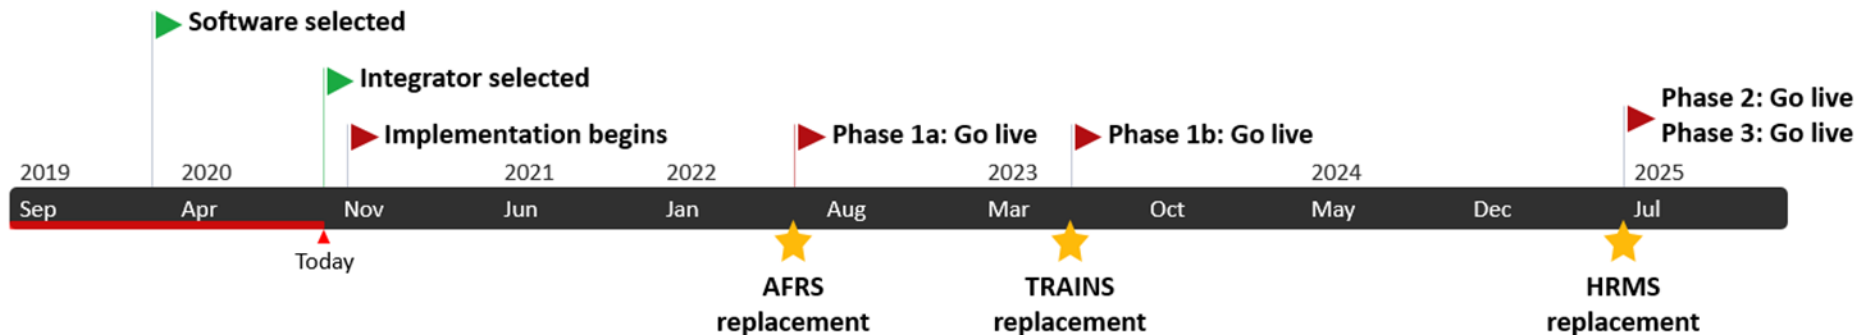 Software selected
Integrator selected
Implementation begins
Phase 1a: Go live
Phase 1b: Go live
Phase 2: Go live
Phase 3: Go live
2019 2020 2021 2022 2023 2024 2025
Sep Apr Nov Jun Jan Aug Mar Oct May Dec Jul
Today
AFRS
replacement
TRAINS
replacement
HRMS
replacement